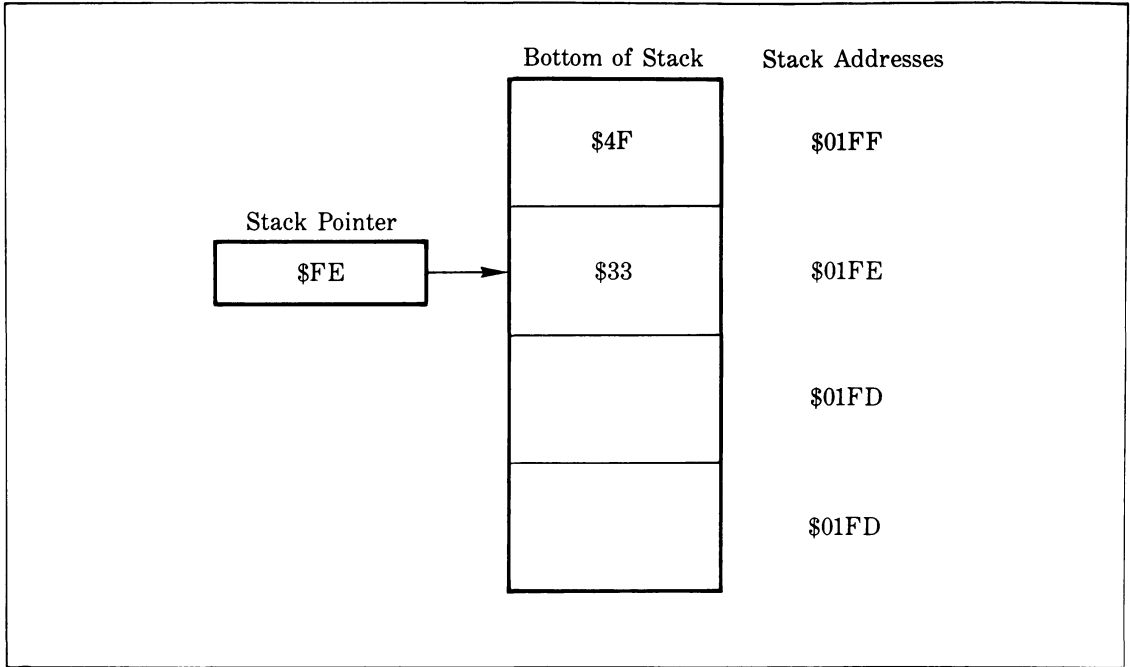 Bottom of Stack Stack Addresses
$4F $01FF
Stack Pointer
$FE $33 $01FE
$01FD
$01FD